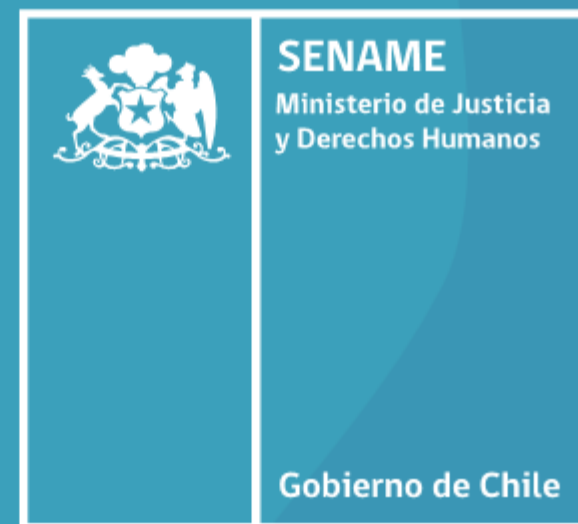 SENAME
Ministerio de Justicia
y Derechos Humanos
Gobierno de Chile